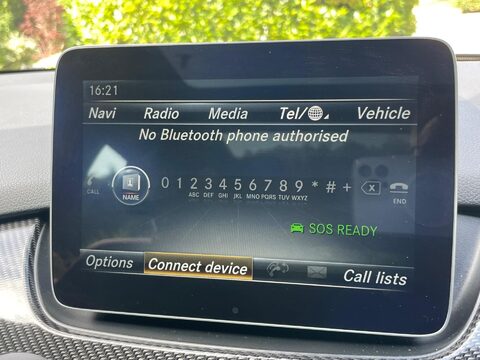 16:21
Navi Radio Media Tel/ Vehicle
No Bluetooth phone authorised
0 1 2 3 4 5 6 7 8 9 * # +
ABC DEF GHI JKL MNO PQRS TUV WXYZ
CALL NAME END
SOS READY
Options Connect device Call lists